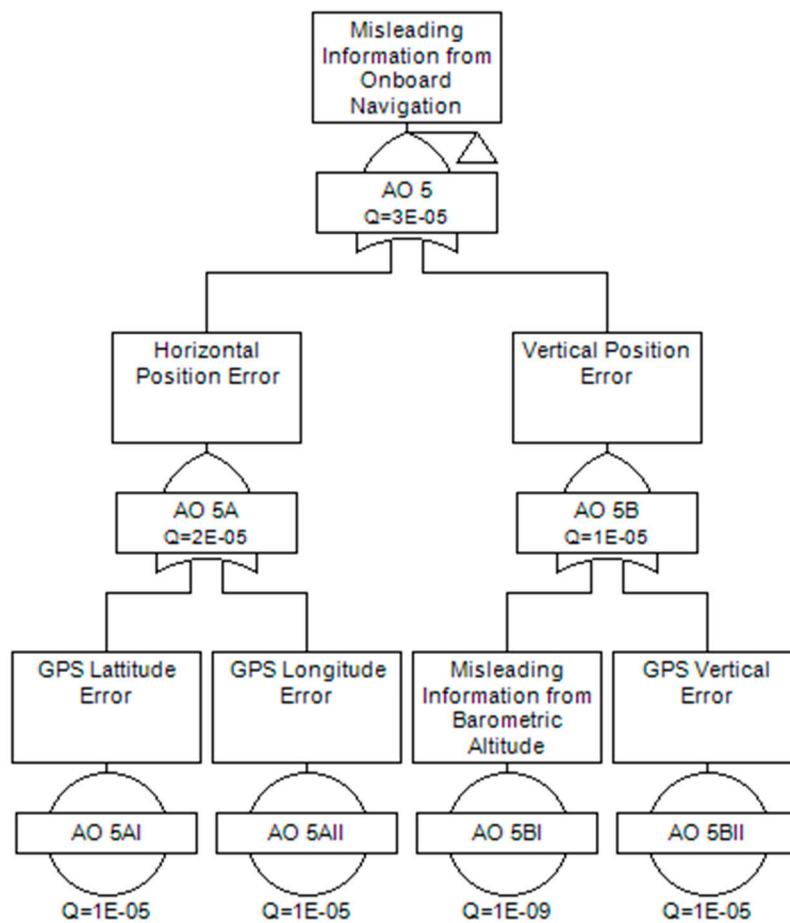 Misleading
Information from
Onboard
Navigation
AO 5
Q=3E-05
Horizontal
Position Error
Vertical Position
Error
AO 5A
Q=2E-05
AO 5B
Q=1E-05
GPS Lattitude
Error
GPS Longitude
Error
Misleading
Information from
Barometric
Altitude
GPS Vertical
Error
AO 5AI
AO 5AII
AO 5BI
AO 5BII
Q=1E-05
Q=1E-05
Q=1E-09
Q=1E-05